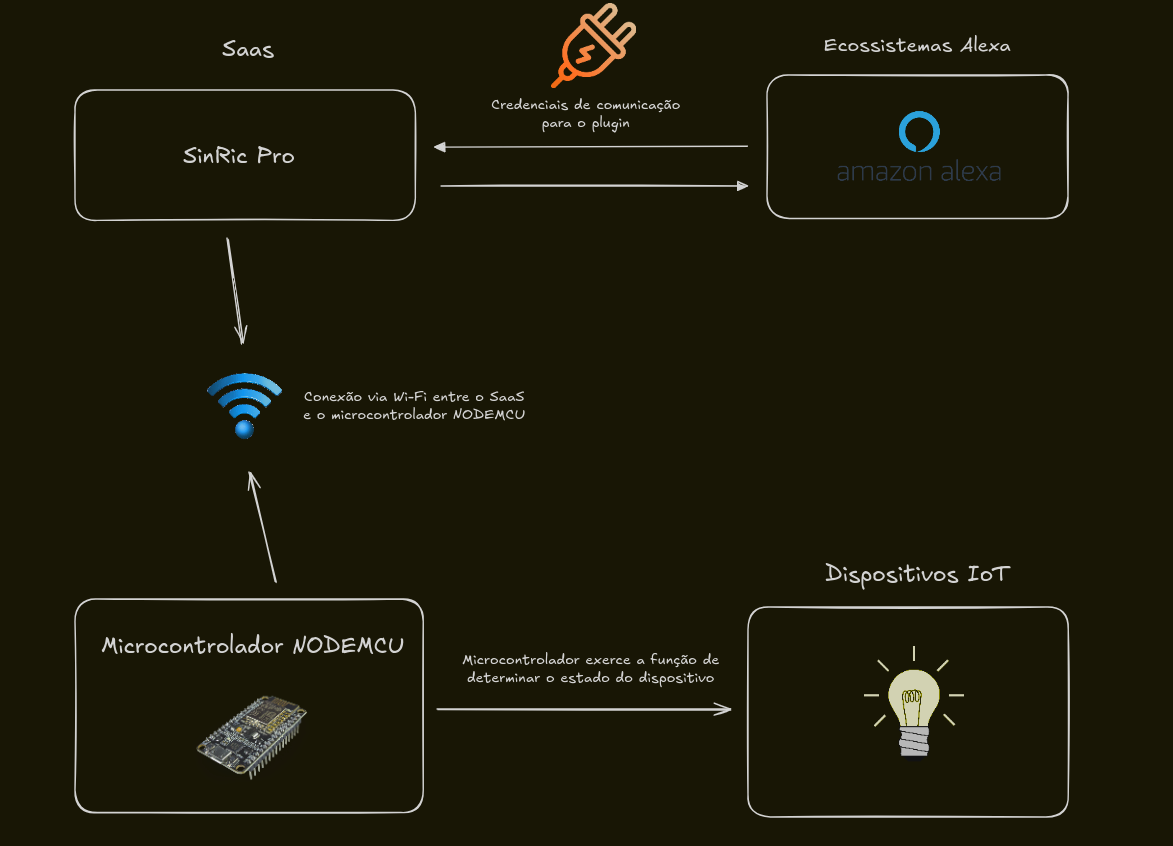 Saas
Ecossistemas Alexa
Credenciais de comunicação
para o plugin
SinRic Pro
amazon alexa
Conexão via Wi-Fi entre o SaaS
e o microcontrolador NODEMCU
Dispositivos IoT
Microcontrolador NODEMCU
Microcontrolador exerce a função de
determinar o estado do dispositivo